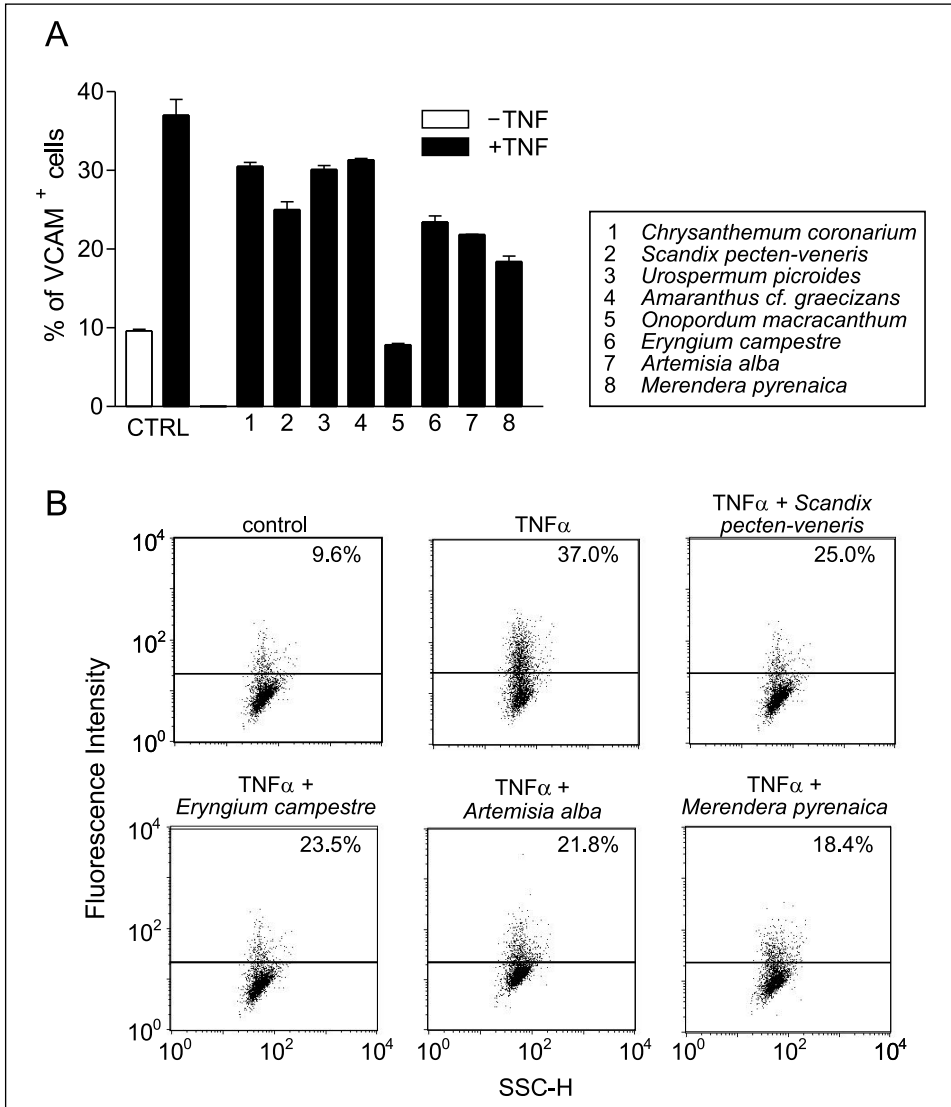 A
% of VCAM + cells
40
30
20
10
0
−TNF
+TNF
CTRL 1 2 3 4 5 6 7 8
1 Chrysanthemum coronarium
2 Scandix pecten-veneris
3 Urospermum picroides
4 Amaranthus cf. graecizans
5 Onopordum macracanthum
6 Eryngium campestre
7 Artemisia alba
8 Merendera pyrenaica
B
Fluorescence Intensity
control
9.6%
10^4
10^2
10^0
TNFα
37.0%
TNFα + Scandix
pecten-veneris
25.0%
TNFα +
Eryngium campestre
23.5%
10^4
10^2
10^0
10^0 10^2 10^4
TNFα +
Artemisia alba
21.8%
10^0 10^2 10^4
TNFα +
Merendera pyrenaica
18.4%
10^0 10^2 10^4
SSC-H